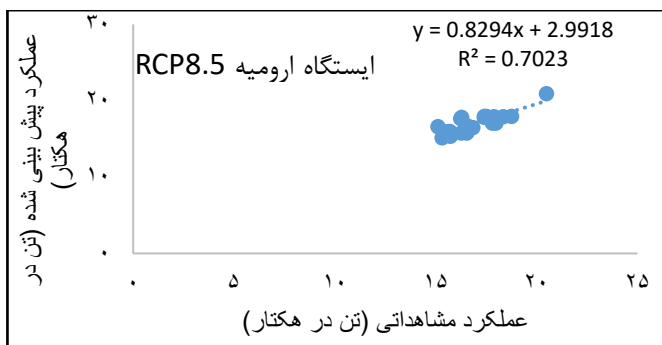 y = 0.8294x + 2.9918
R² = 0.7023
ایستگاه ارومیه RCP8.5
عملکرد پیش بینی شده (تن در
هکتار)
۳۰
۲۰
۱۰
۰
۰ ۵ ۱۰ ۱۵ ۲۰ ۲۵
عملکرد مشاهداتی (تن در هکتار)